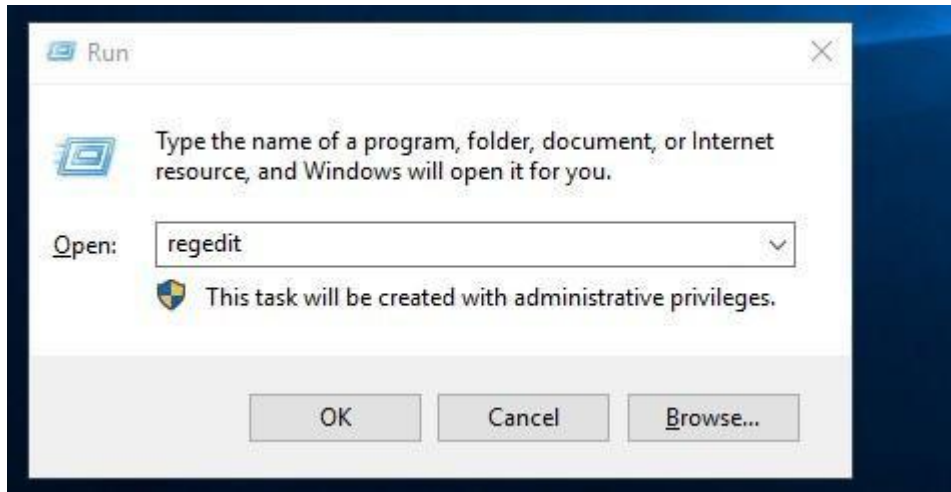 Run
Type the name of a program, folder, document, or Internet
resource, and Windows will open it for you.
Open: regedit
This task will be created with administrative privileges.
OK Cancel Browse...